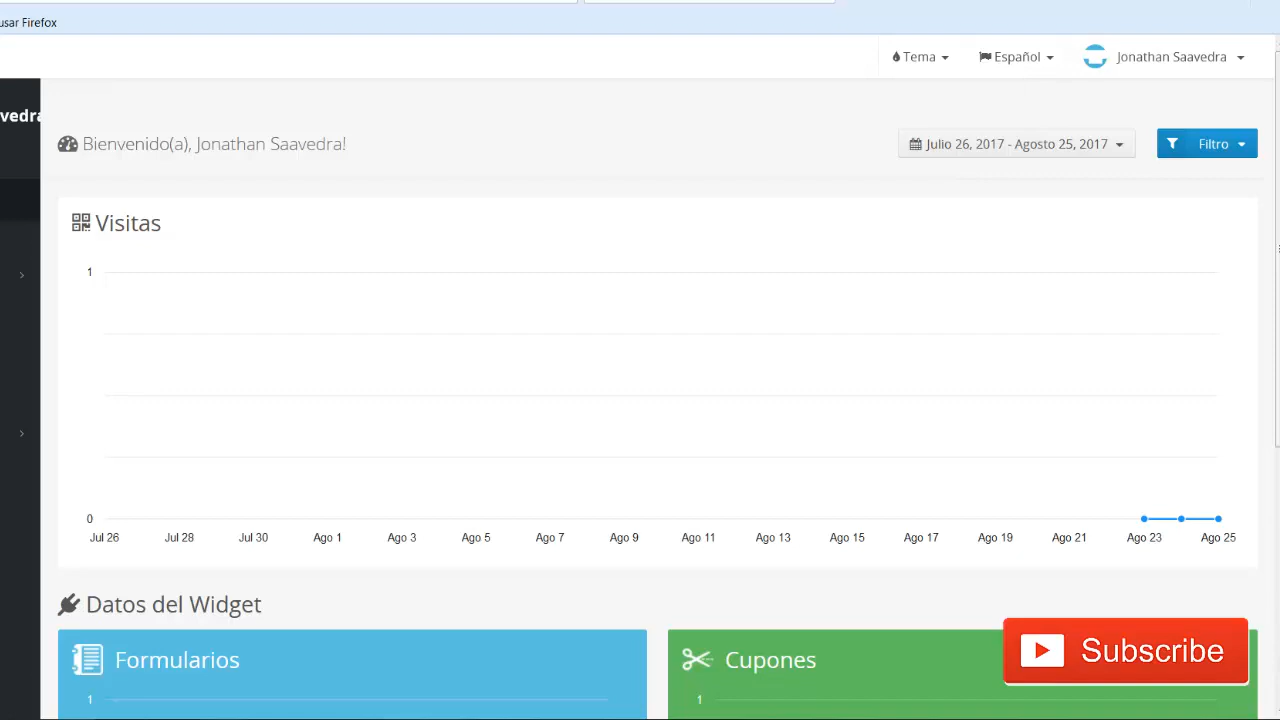 usar Firefox
Tema
Español
Jonathan Saavedra
vedra
Bienvenido(a), Jonathan Saavedra!
Julio 26, 2017 - Agosto 25, 2017
Filtro
Visitas
1
0
Jul 26 Jul 28 Jul 30 Ago 1 Ago 3 Ago 5 Ago 7 Ago 9 Ago 11 Ago 13 Ago 15 Ago 17 Ago 19 Ago 21 Ago 23 Ago 25
Datos del Widget
Formularios
1
Cupones
1
Subscribe